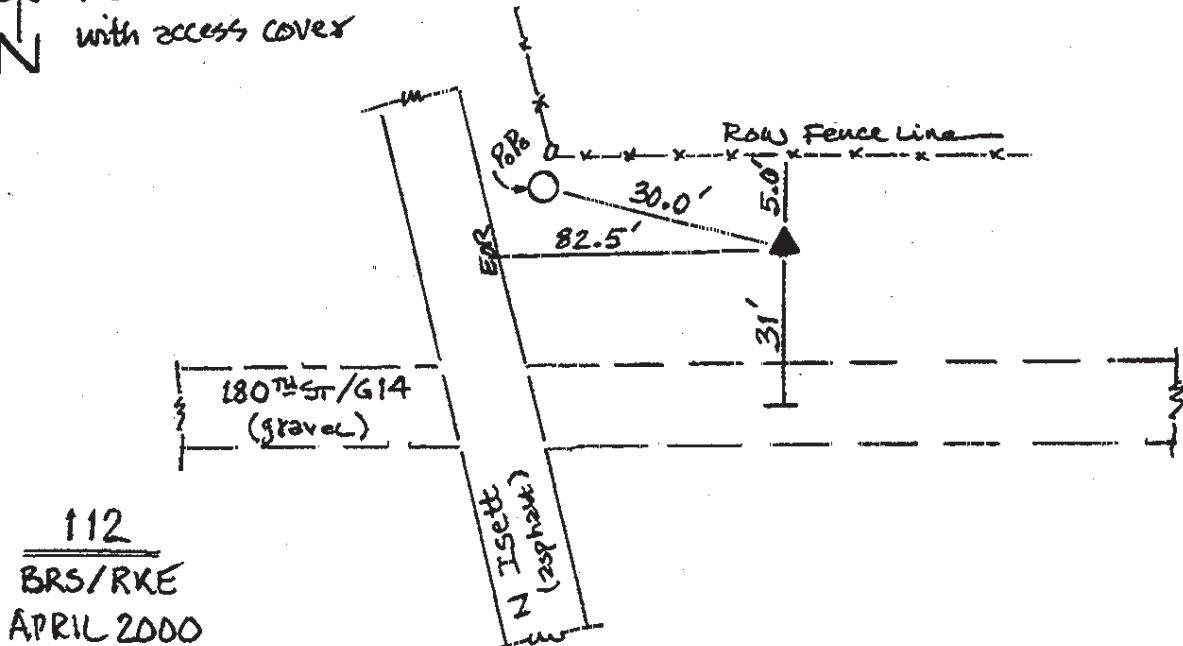 N
with access cover
Row Fence Line
PoPo
30.0'
5.0'
82.5'
EOR
31'
180TH ST/G14
(gravel)
N Isett
(asphalt)
112
BRS/RKE
APRIL 2000